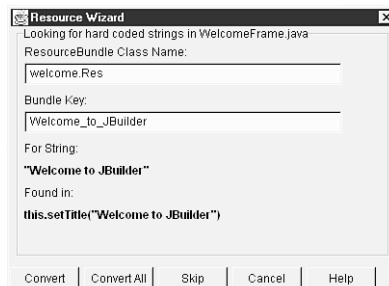 Resource Wizard
Looking for hard coded strings in WelcomeFrame.java
ResourceBundle Class Name:
welcome.Res
Bundle Key:
Welcome_to_JBuilder
For String:
"Welcome to JBuilder"
Found in:
this.setTitle("Welcome to JBuilder")
Convert Convert All Skip Cancel Help